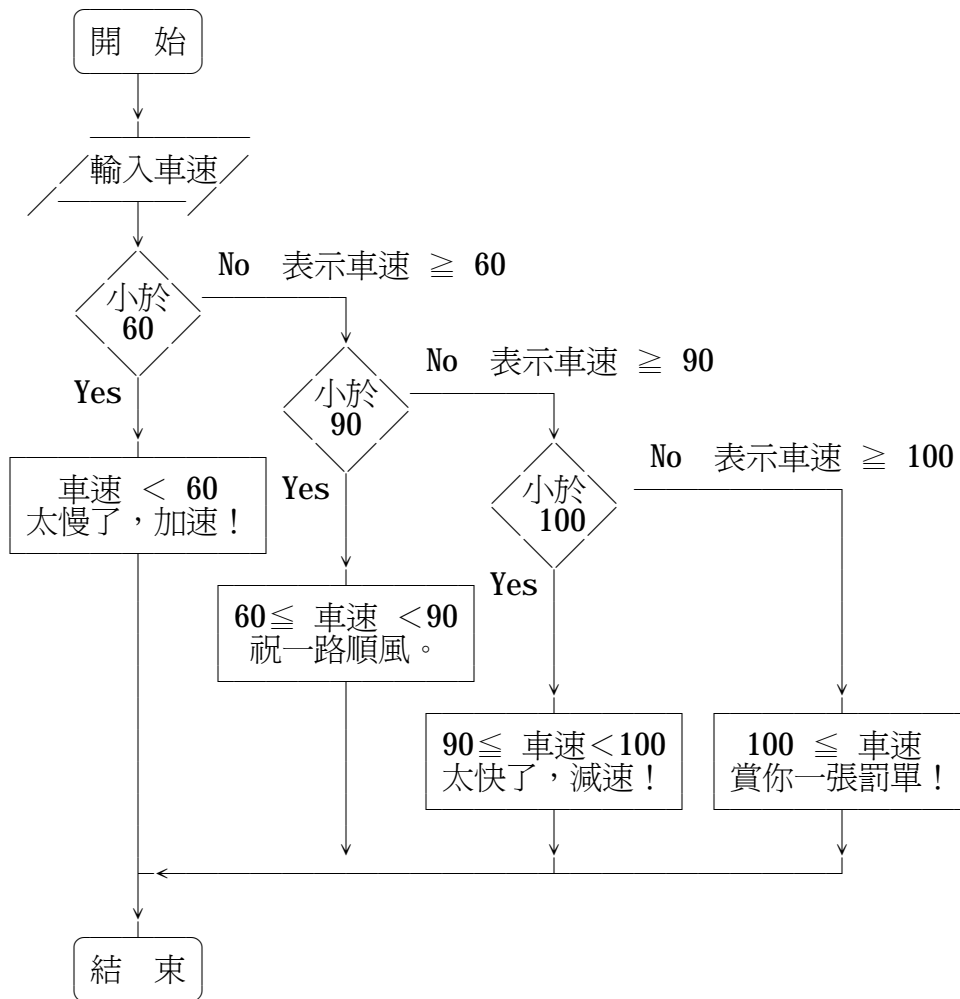 開　始
輸入車速
No　表示車速 ≧ 60
小於
60
No　表示車速 ≧ 90
Yes
小於
90
No　表示車速 ≧ 100
車速 < 60
太慢了，加速！
Yes
小於
100
Yes
60≦ 車速 <90
祝一路順風。
90≦ 車速<100
太快了，減速！
100 ≦ 車速
賞你一張罰單！
結　束